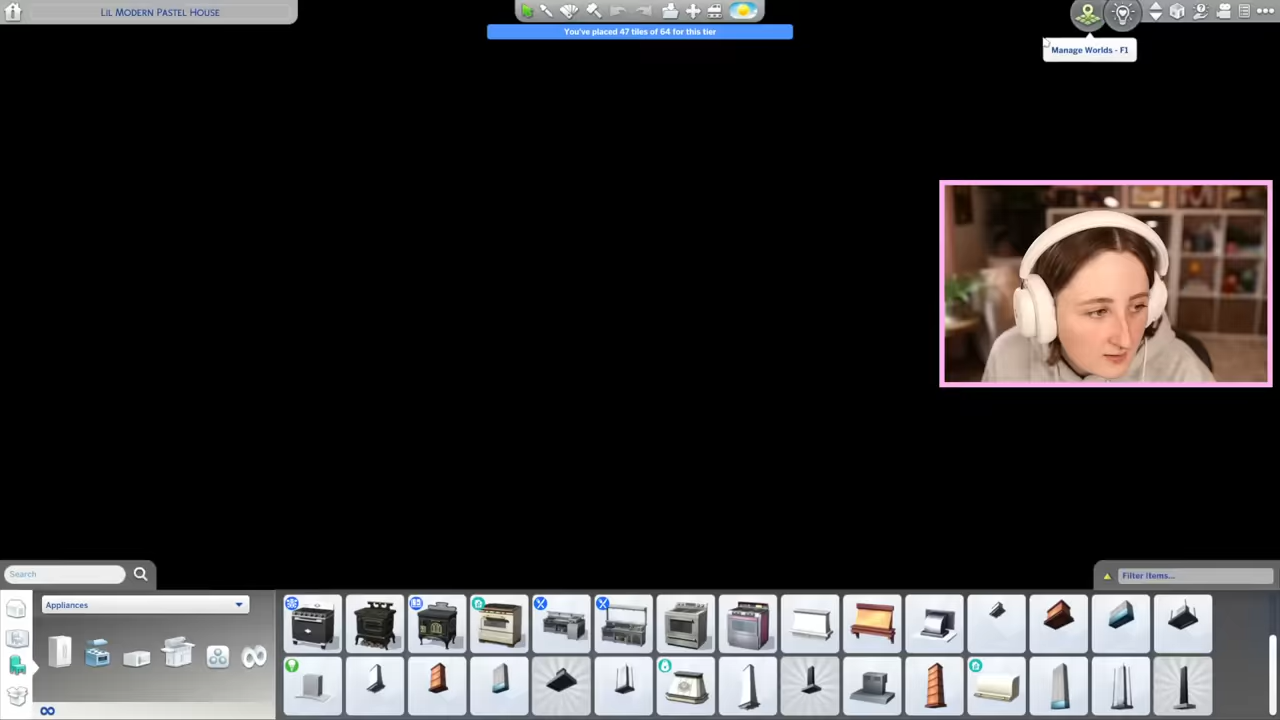 LIL MODERN PASTEL HOUSE
You've placed 47 tiles of 64 for this tier
Manage Worlds - F1
Search
Filter Items...
Appliances